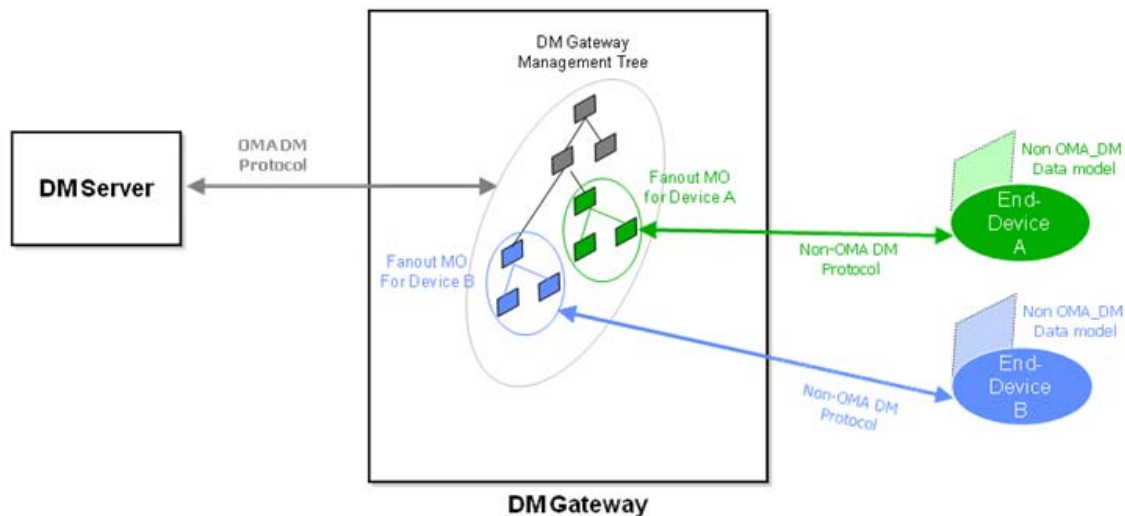 DM Gateway
Management Tree
OMA DM
Protocol
DM Server
Fanout MO
for Device A
Non OMA_DM
Data model
End-
Device
A
Non-OMA DM
Protocol
Fanout MO
For Device B
Non OMA_DM
Data model
End-
Device
B
Non-OMA DM
Protocol
DM Gateway